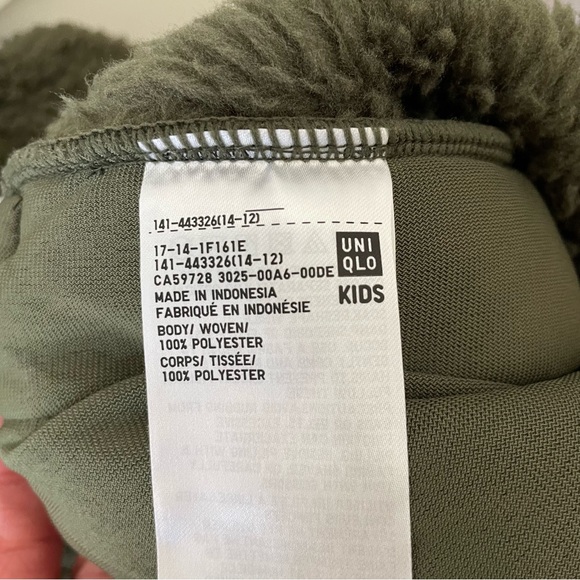 141-443326(14-12)
17-14-1F161E
141-443326(14-12)
CA59728 3025-00A6-00DE
MADE IN INDONESIA
FABRIQUÉ EN INDONÉSIE
BODY/ WOVEN/
100% POLYESTER
CORPS/ TISSÉE/
100% POLYESTER
UNI
QLO
KIDS